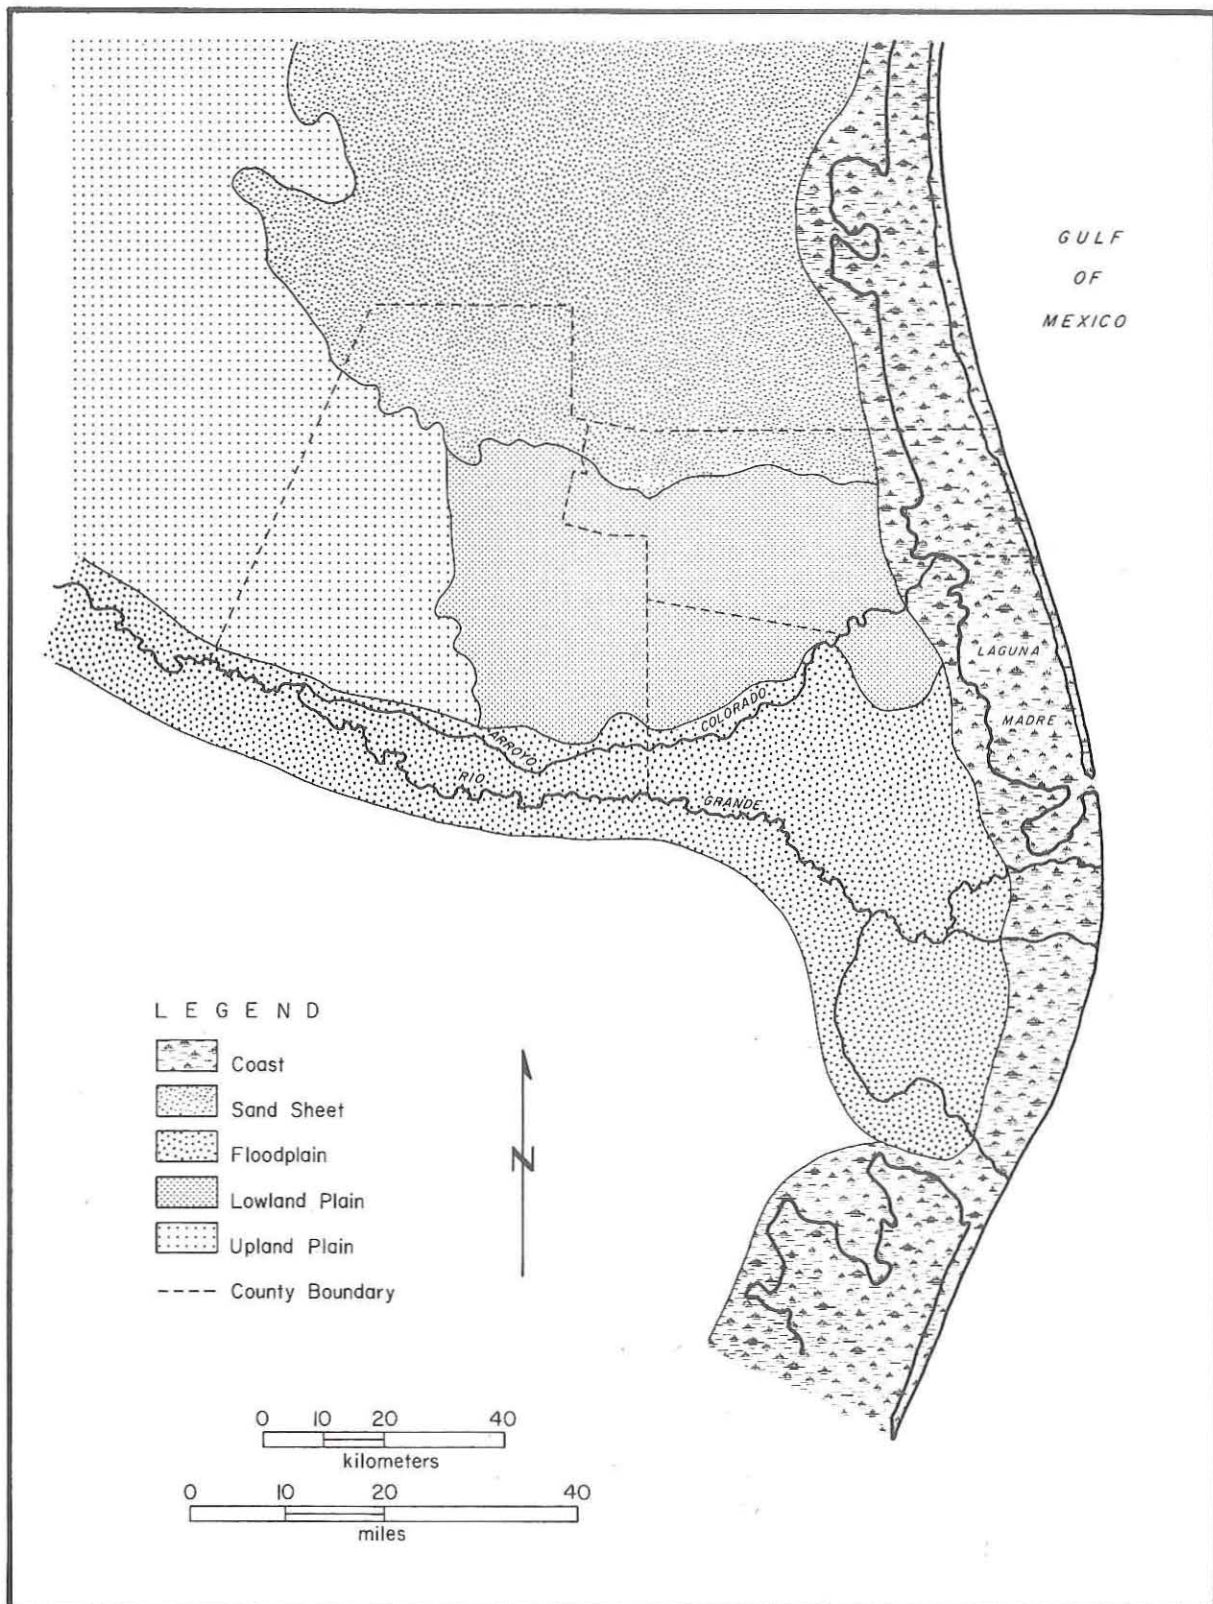 GULF
OF
MEXICO
LAGUNA
MADRE
COLORADO
ARROYO
RIO
GRANDE
LEGEND
Coast
Sand Sheet
Floodplain
Lowland Plain
Upland Plain
County Boundary
N
0 10 20 40
kilometers
0 10 20 40
miles